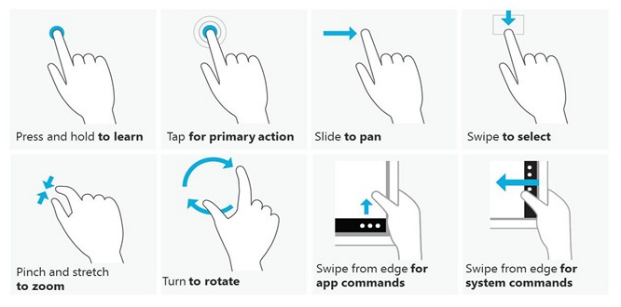 Press and hold to learn
Tap for primary action
Slide to pan
Swipe to select
Pinch and stretch
to zoom
Turn to rotate
Swipe from edge for
app commands
Swipe from edge for
system commands